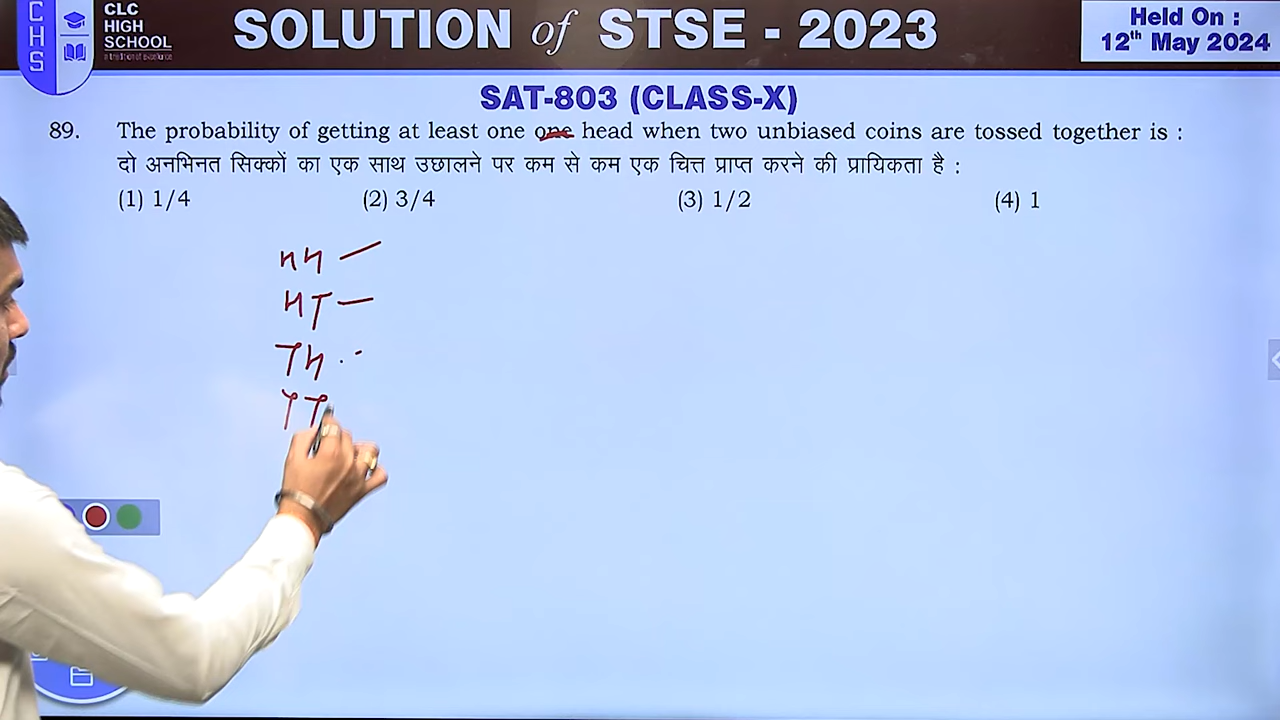 CHS
CLC
HIGH
SCHOOL
SOLUTION of STSE - 2023
Held On :
12th May 2024
SAT-803 (CLASS-X)
89. The probability of getting at least one one head when two unbiased coins are tossed together is :
दो अनभिनत सिक्कों का एक साथ उछालने पर कम से कम एक चित्त प्राप्त करने की प्रायिकता है :
(1) 1/4 (2) 3/4 (3) 1/2 (4) 1
HH
HT
TH
TT